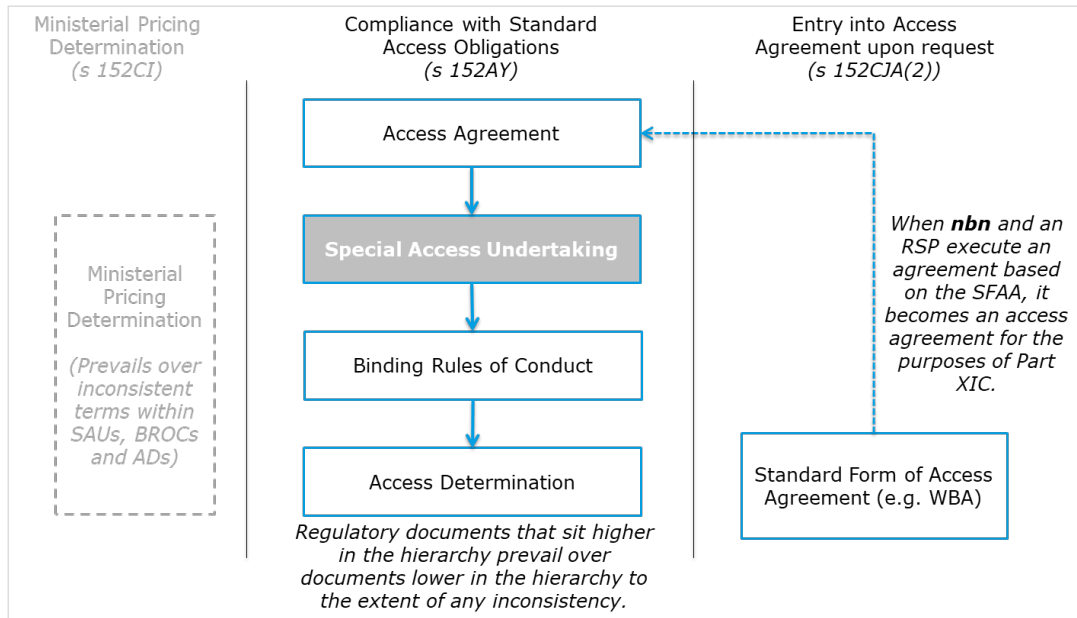 Ministerial Pricing
Determination
(s 152CI)
Ministerial
Pricing
Determination
(Prevails over
inconsistent
terms within
SAUs, BROCs
and ADs)
Compliance with Standard
Access Obligations
(s 152AY)
Access Agreement
Special Access Undertaking
Binding Rules of Conduct
Access Determination
Regulatory documents that sit higher
in the hierarchy prevail over
documents lower in the hierarchy to
the extent of any inconsistency.
Entry into Access
Agreement upon request
(s 152CJA(2))
When nbn and an
RSP execute an
agreement based
on the SFAA, it
becomes an access
agreement for the
purposes of Part
XIC.
Standard Form of Access
Agreement (e.g. WBA)